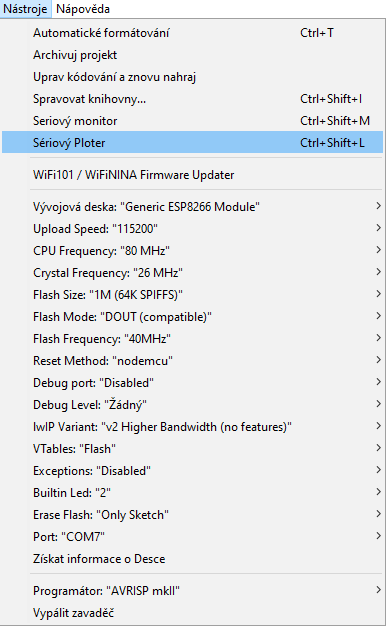 Nástroje Nápověda
Automatické formátování Ctrl+T
Archivuj projekt
Uprav kódování a znovu nahraj
Spravovat knihovny... Ctrl+Shift+I
Seriový monitor Ctrl+Shift+M
Sériový Ploter Ctrl+Shift+L
WiFi101 / WiFiNINA Firmware Updater
Vývojová deska: "Generic ESP8266 Module"
Upload Speed: "115200"
CPU Frequency: "80 MHz"
Crystal Frequency: "26 MHz"
Flash Size: "1M (64K SPIFFS)"
Flash Mode: "DOUT (compatible)"
Flash Frequency: "40MHz"
Reset Method: "nodemcu"
Debug port: "Disabled"
Debug Level: "Žádný"
lwIP Variant: "v2 Higher Bandwidth (no features)"
VTables: "Flash"
Exceptions: "Disabled"
Builtin Led: "2"
Erase Flash: "Only Sketch"
Port: "COM7"
Získat informace o Desce
Programátor: "AVRISP mkII"
Vypálit zavaděč